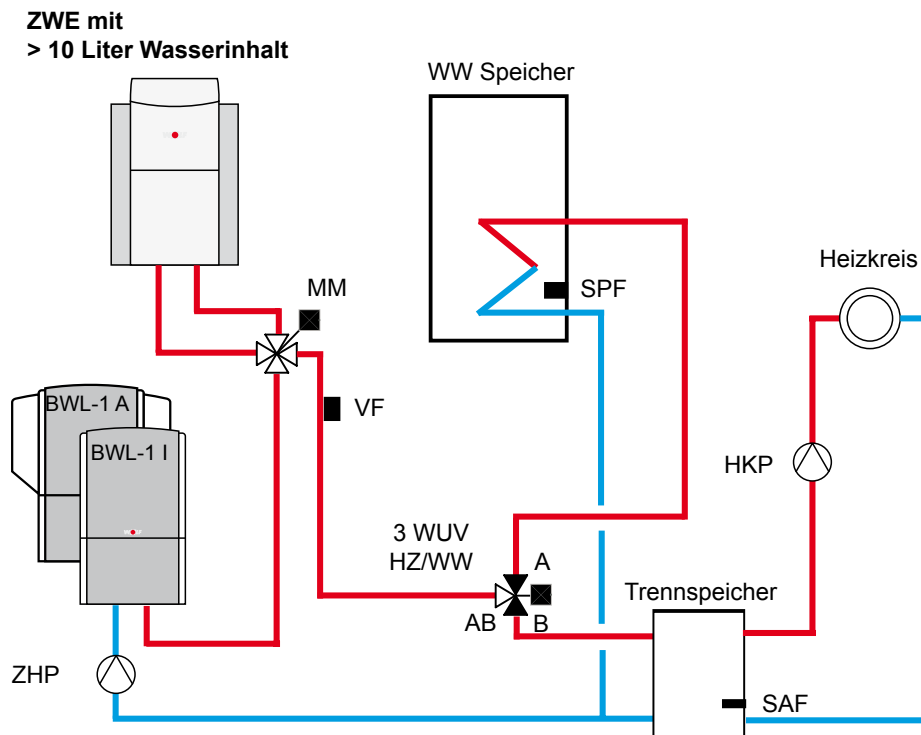 ZWE mit
> 10 Liter Wasserinhalt
WW Speicher
MM
SPF
Heizkreis
BWL-1 A
VF
BWL-1 I
HKP
3 WUV
HZ/WW
A
AB
B
Trennspeicher
ZHP
SAF